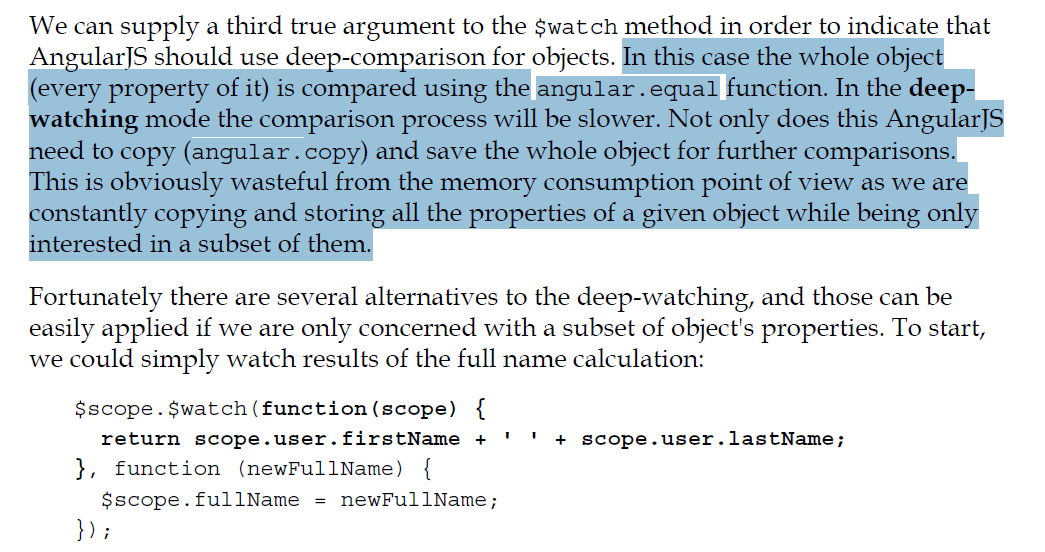 We can supply a third true argument to the $watch method in order to indicate that
AngularJS should use deep-comparison for objects. In this case the whole object
(every property of it) is compared using the angular.equal function. In the deep-
watching mode the comparison process will be slower. Not only does this AngularJS
need to copy (angular.copy) and save the whole object for further comparisons.
This is obviously wasteful from the memory consumption point of view as we are
constantly copying and storing all the properties of a given object while being only
interested in a subset of them.
Fortunately there are several alternatives to the deep-watching, and those can be
easily applied if we are only concerned with a subset of object's properties. To start,
we could simply watch results of the full name calculation:
$scope.$watch(function(scope) {
return scope.user.firstName + ' ' + scope.user.lastName;
}, function (newFullName) {
$scope.fullName = newFullName;
});